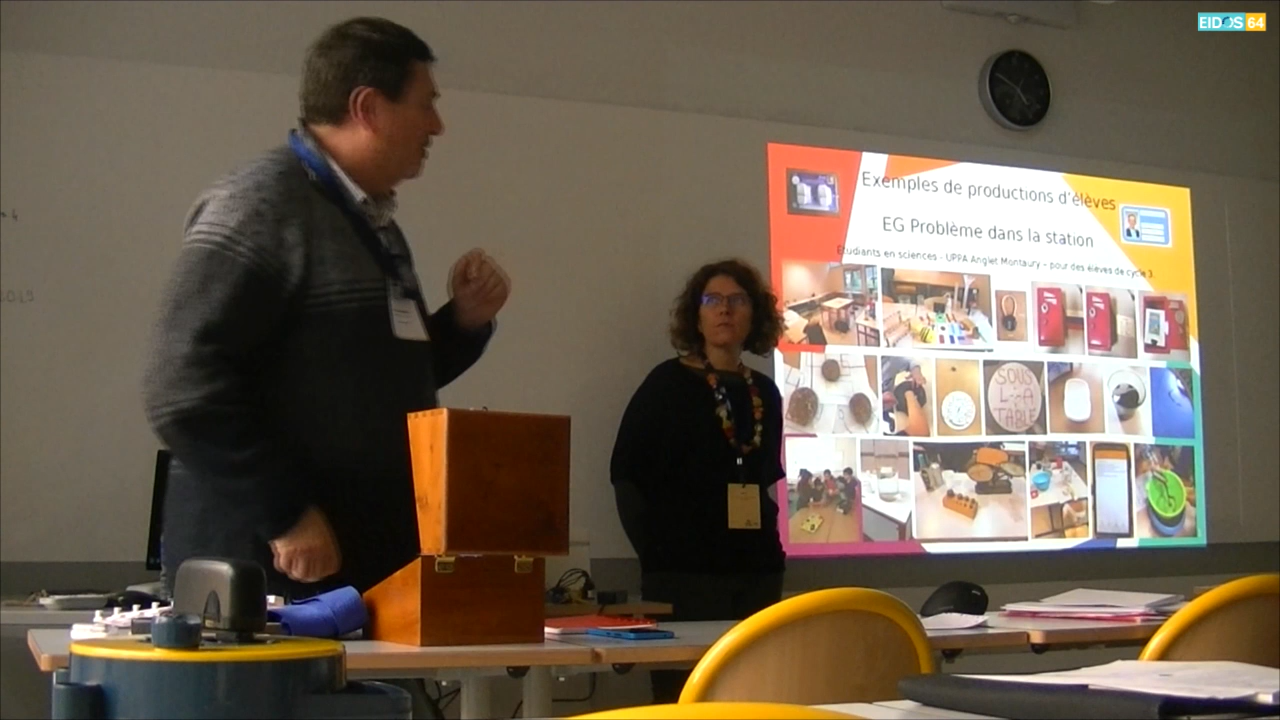 EIDOS 64
Exemples de productions d'élèves
EG Problème dans la station
Etudiants en sciences - UPPA Anglet Montaury - pour des élèves de cycle 3
SOUS
LA
TABLE